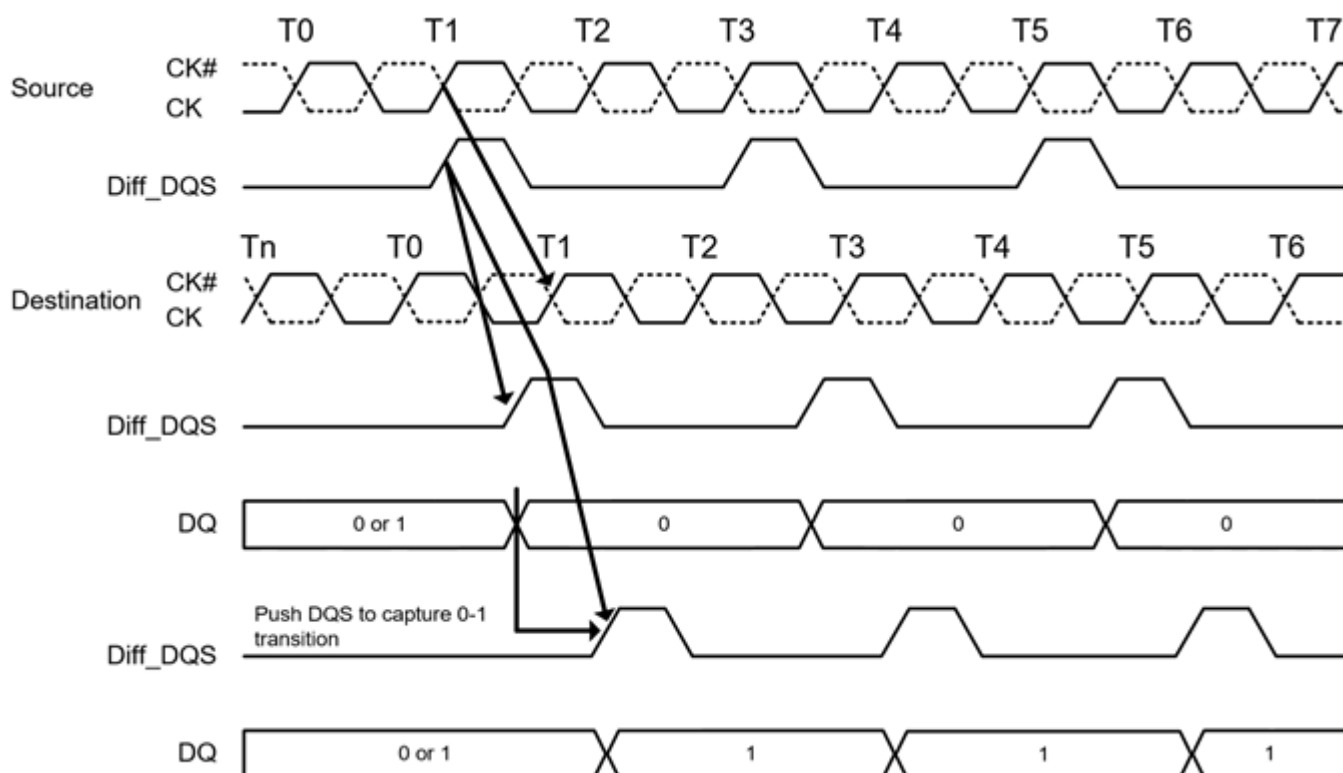 T0 T1 T2 T3 T4 T5 T6 T7
CK#
Source
CK
Diff_DQS
Tn T0 T1 T2 T3 T4 T5 T6
CK#
Destination
CK
Diff_DQS
DQ 0 or 1 0 0 0
Push DQS to capture 0-1
transition
Diff_DQS
DQ 0 or 1 1 1 1